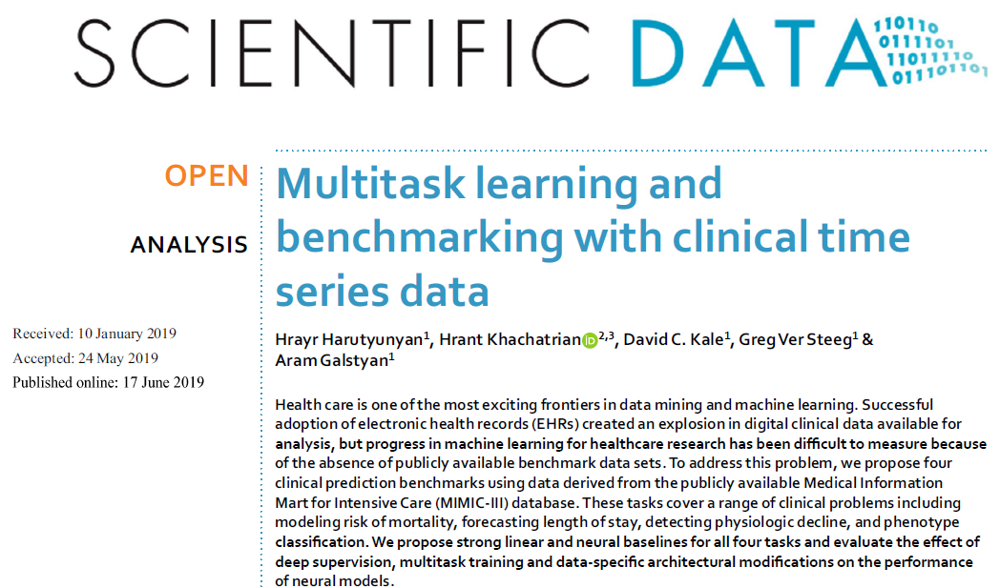 SCIENTIFIC DATA
110110
0111101
11011110
011101101
OPEN
ANALYSIS
Received: 10 January 2019
Accepted: 24 May 2019
Published online: 17 June 2019
Multitask learning and
benchmarking with clinical time
series data
Hrayr Harutyunyan1, Hrant Khachatrian iD 2,3, David C. Kale1, Greg Ver Steeg1 &
Aram Galstyan1
Health care is one of the most exciting frontiers in data mining and machine learning. Successful
adoption of electronic health records (EHRs) created an explosion in digital clinical data available for
analysis, but progress in machine learning for healthcare research has been difficult to measure because
of the absence of publicly available benchmark data sets. To address this problem, we propose four
clinical prediction benchmarks using data derived from the publicly available Medical Information
Mart for Intensive Care (MIMIC-III) database. These tasks cover a range of clinical problems including
modeling risk of mortality, forecasting length of stay, detecting physiologic decline, and phenotype
classification. We propose strong linear and neural baselines for all four tasks and evaluate the effect of
deep supervision, multitask training and data-specific architectural modifications on the performance
of neural models.